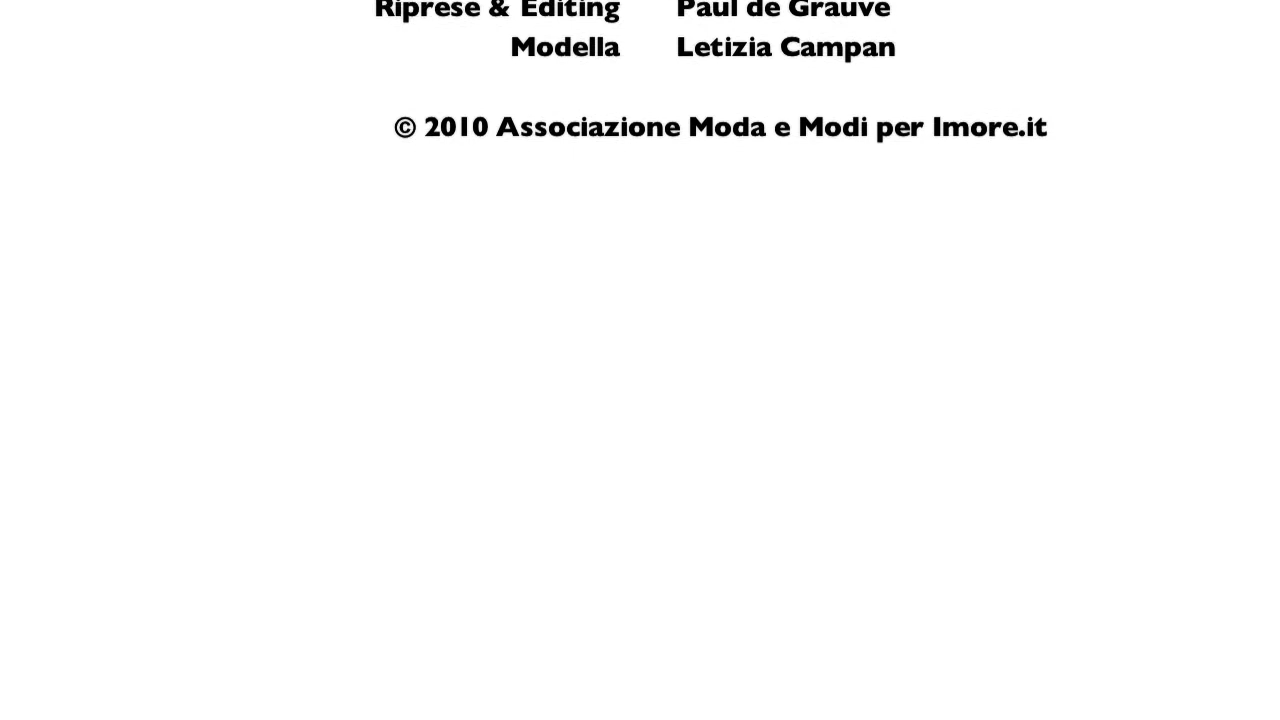 Riprese & Editing Paul de Grauve
Modella Letizia Campan
© 2010 Associazione Moda e Modi per Imore.it